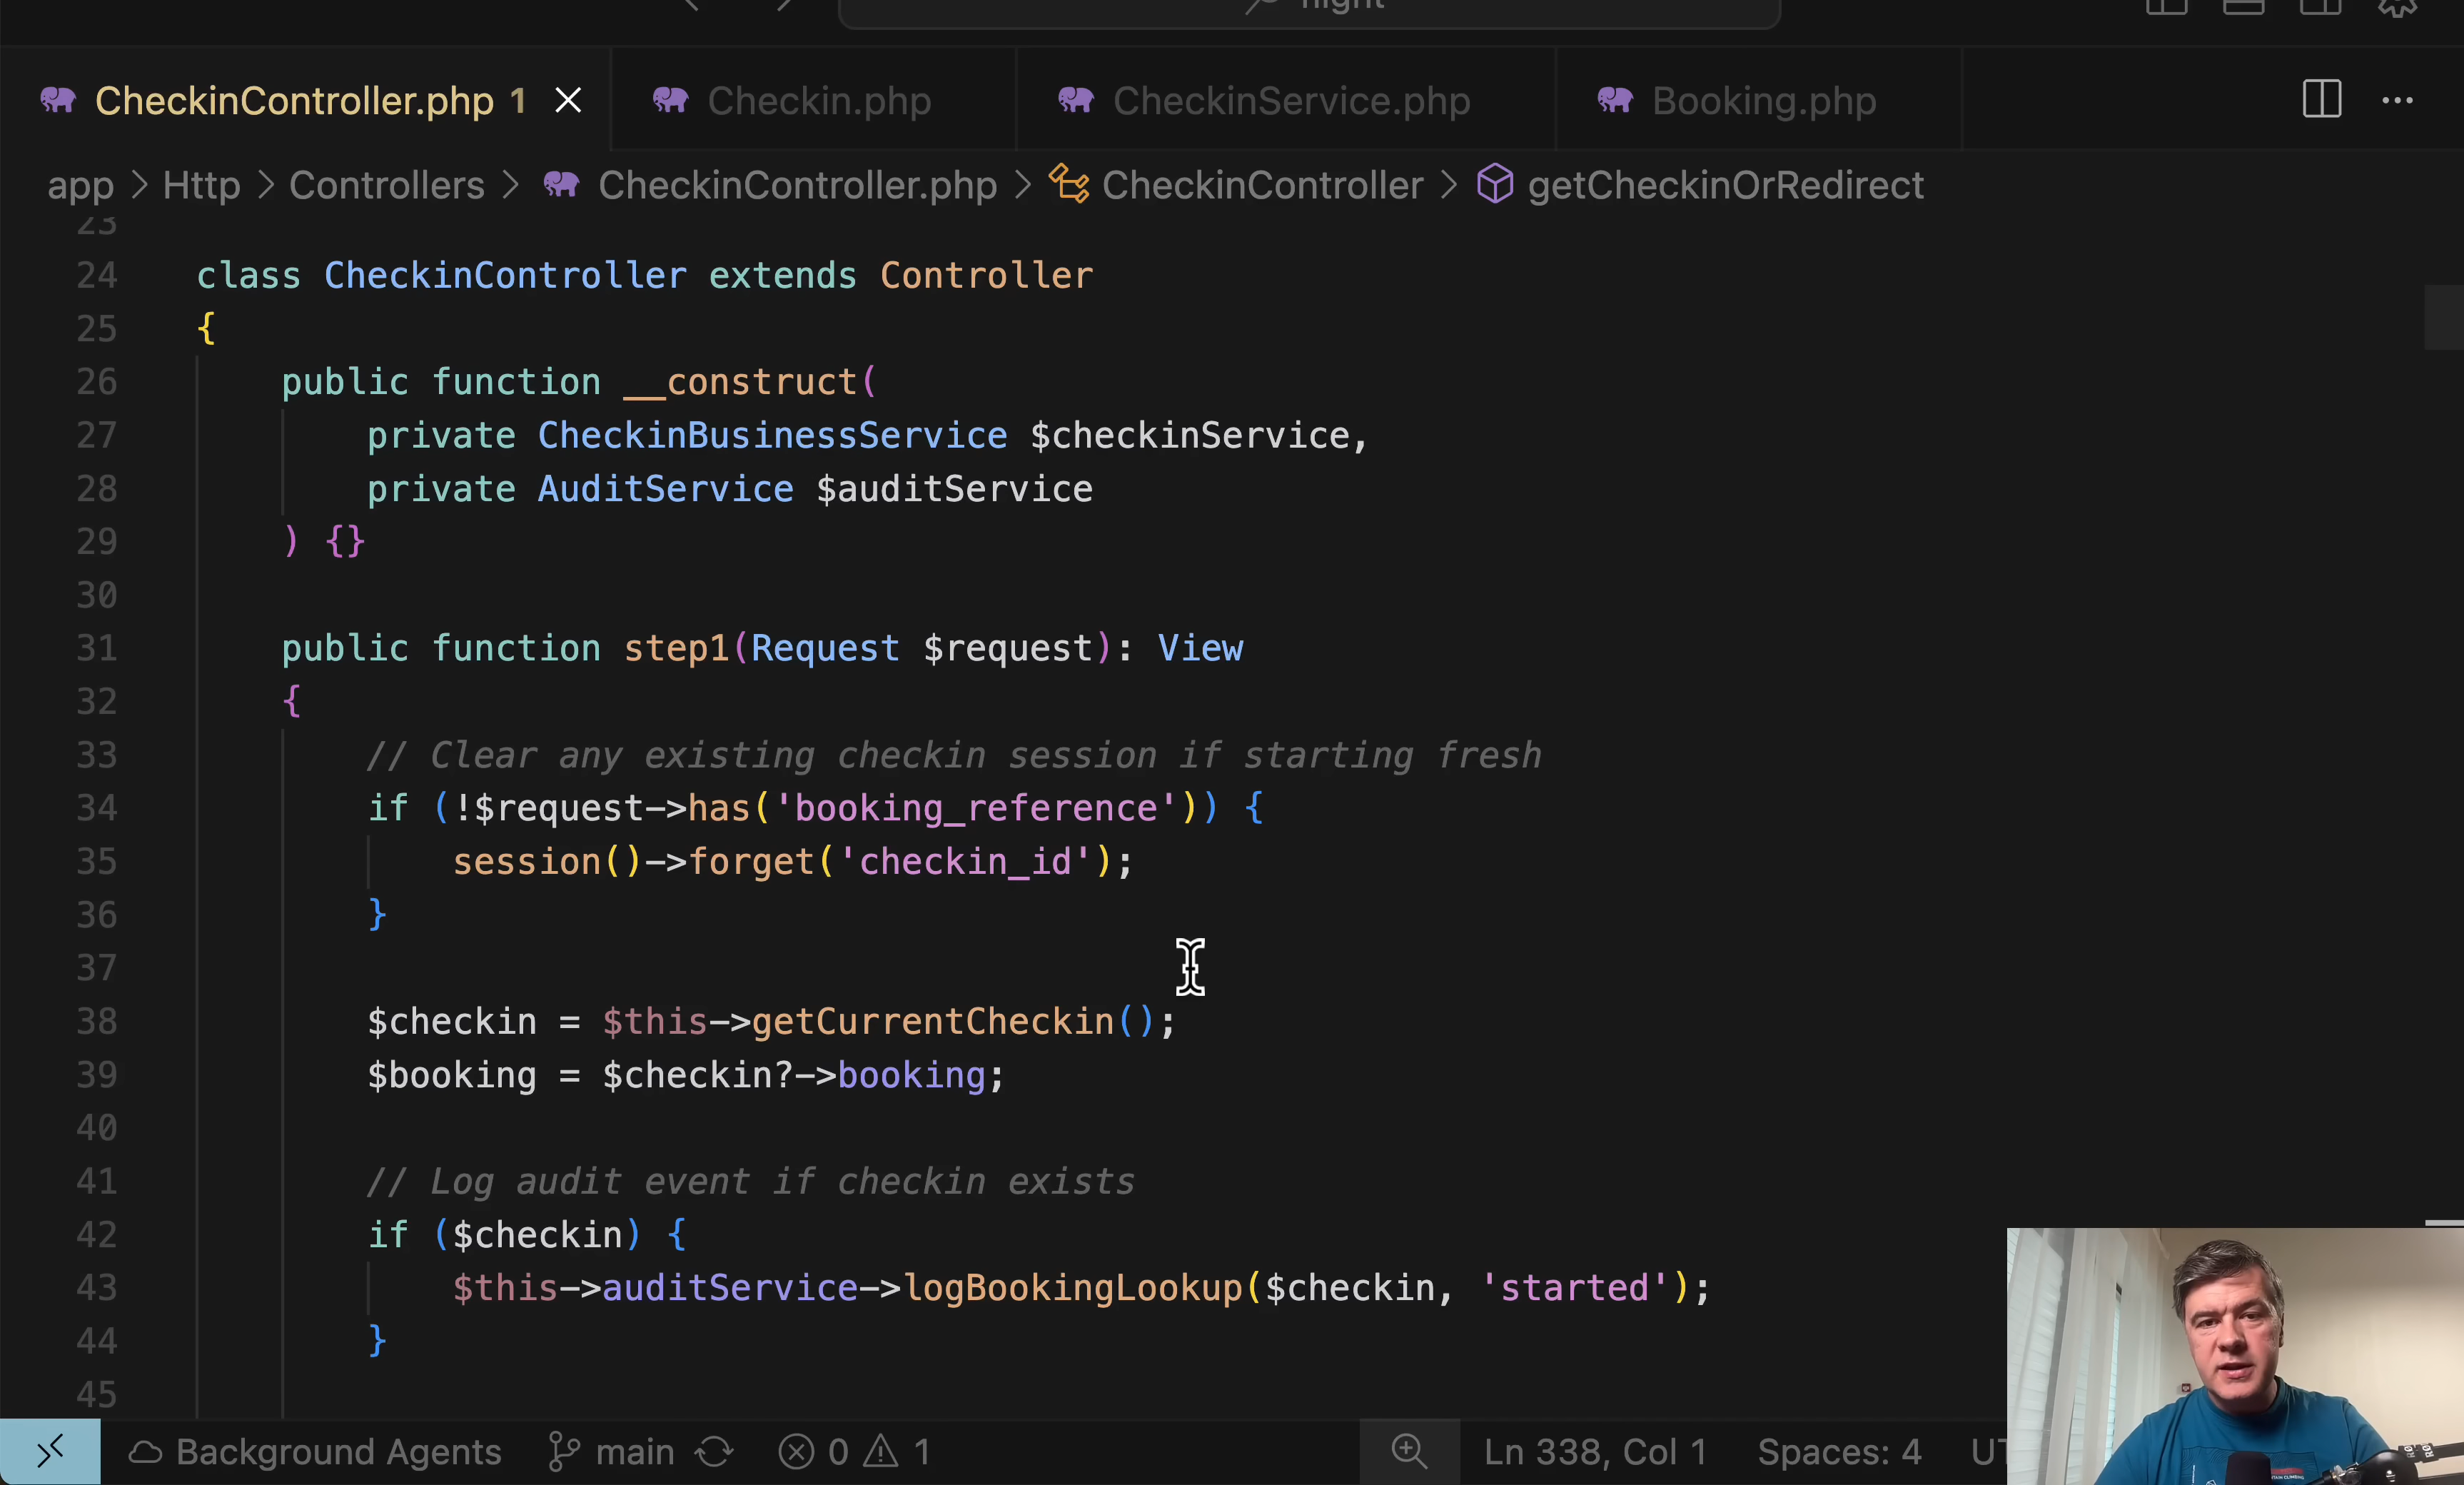 CheckinController.php 1
Checkin.php
CheckinService.php
Booking.php
app > Http > Controllers > CheckinController.php > CheckinController > getCheckinOrRedirect
23
24 class CheckinController extends Controller
25 {
26 public function __construct(
27 private CheckinBusinessService $checkinService,
28 private AuditService $auditService
29 ) {}
30
31 public function step1(Request $request): View
32 {
33 // Clear any existing checkin session if starting fresh
34 if (!$request->has('booking_reference')) {
35 session()->forget('checkin_id');
36 }
37
38 $checkin = $this->getCurrentCheckin();
39 $booking = $checkin?->booking;
40
41 // Log audit event if checkin exists
42 if ($checkin) {
43 $this->auditService->logBookingLookup($checkin, 'started');
44 }
45
Background Agents main 0 1 Ln 338, Col 1 Spaces: 4